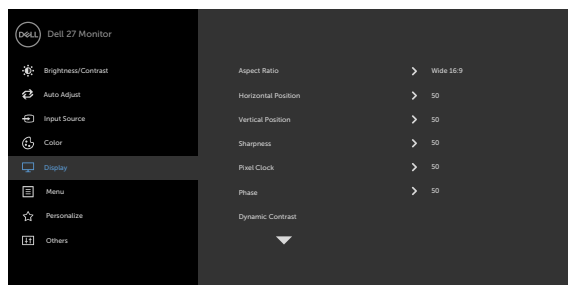 DELL Dell 27 Monitor
Brightness/Contrast
Auto Adjust
Input Source
Color
Display
Menu
Personalize
Others
Aspect Ratio Wide 16:9
Horizontal Position 50
Vertical Position 50
Sharpness 50
Pixel Clock 50
Phase 50
Dynamic Contrast